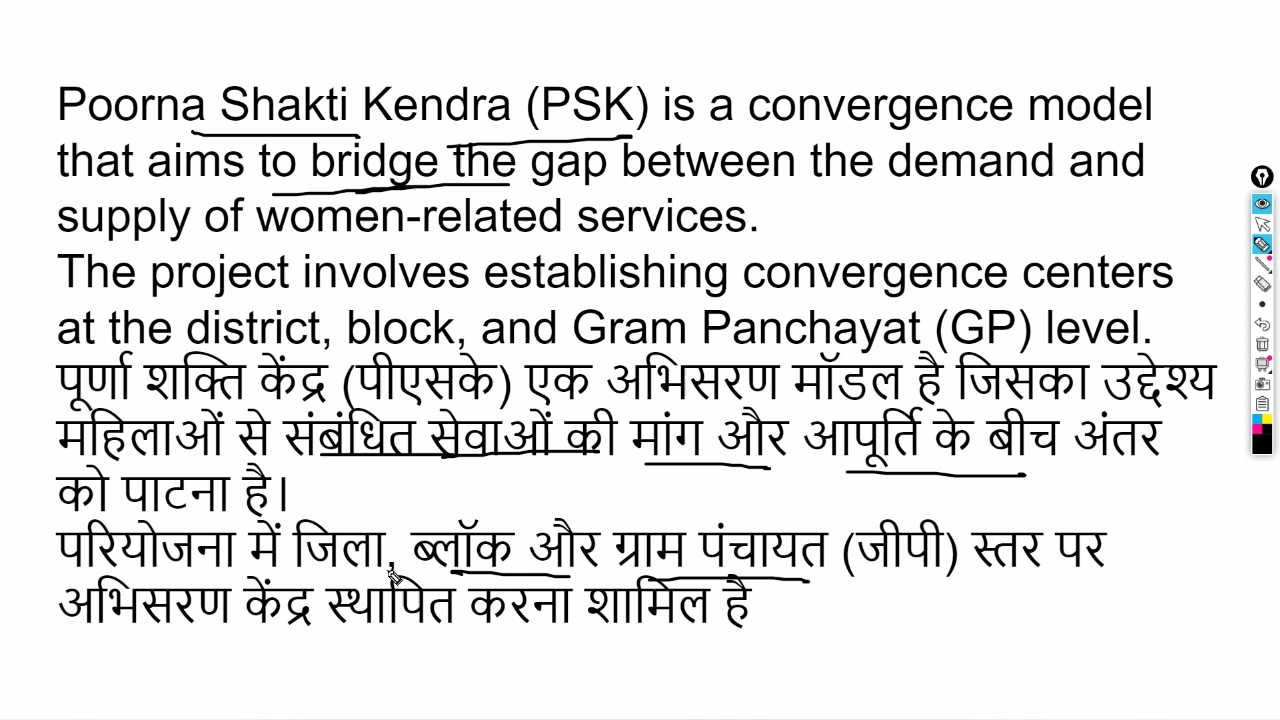 Poorna Shakti Kendra (PSK) is a convergence model
that aims to bridge the gap between the demand and
supply of women-related services.
The project involves establishing convergence centers
at the district, block, and Gram Panchayat (GP) level.
पूर्णा शक्ति केंद्र (पीएसके) एक अभिसरण मॉडल है जिसका उद्देश्य
महिलाओं से संबंधित सेवाओं की मांग और आपूर्ति के बीच अंतर
को पाटना है।
परियोजना में जिला, ब्लॉक और ग्राम पंचायत (जीपी) स्तर पर
अभिसरण केंद्र स्थापित करना शामिल है